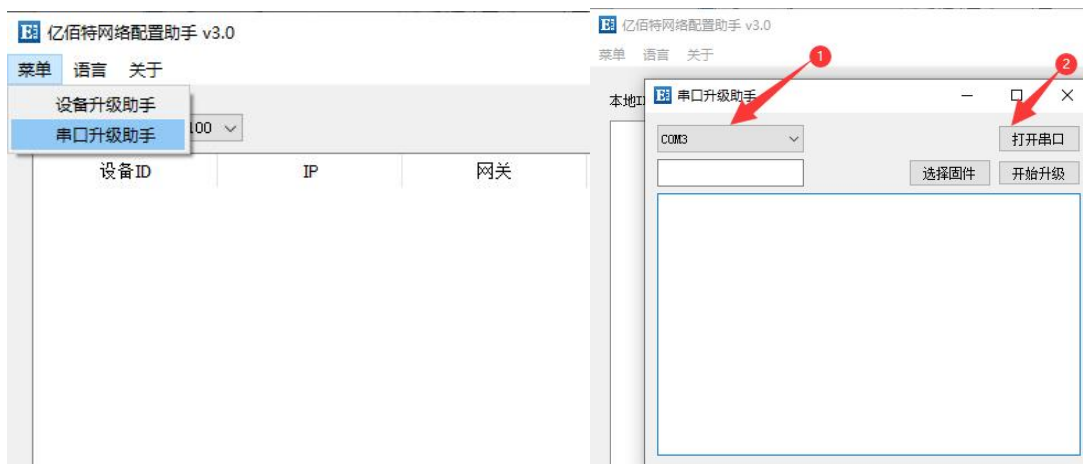 亿佰特网络配置助手 v3.0
菜单 语言 关于
设备升级助手
串口升级助手
100
设备ID IP 网关
亿佰特网络配置助手 v3.0
菜单 语言 关于
1
2
本地I
串口升级助手
COM3
打开串口
选择固件 开始升级